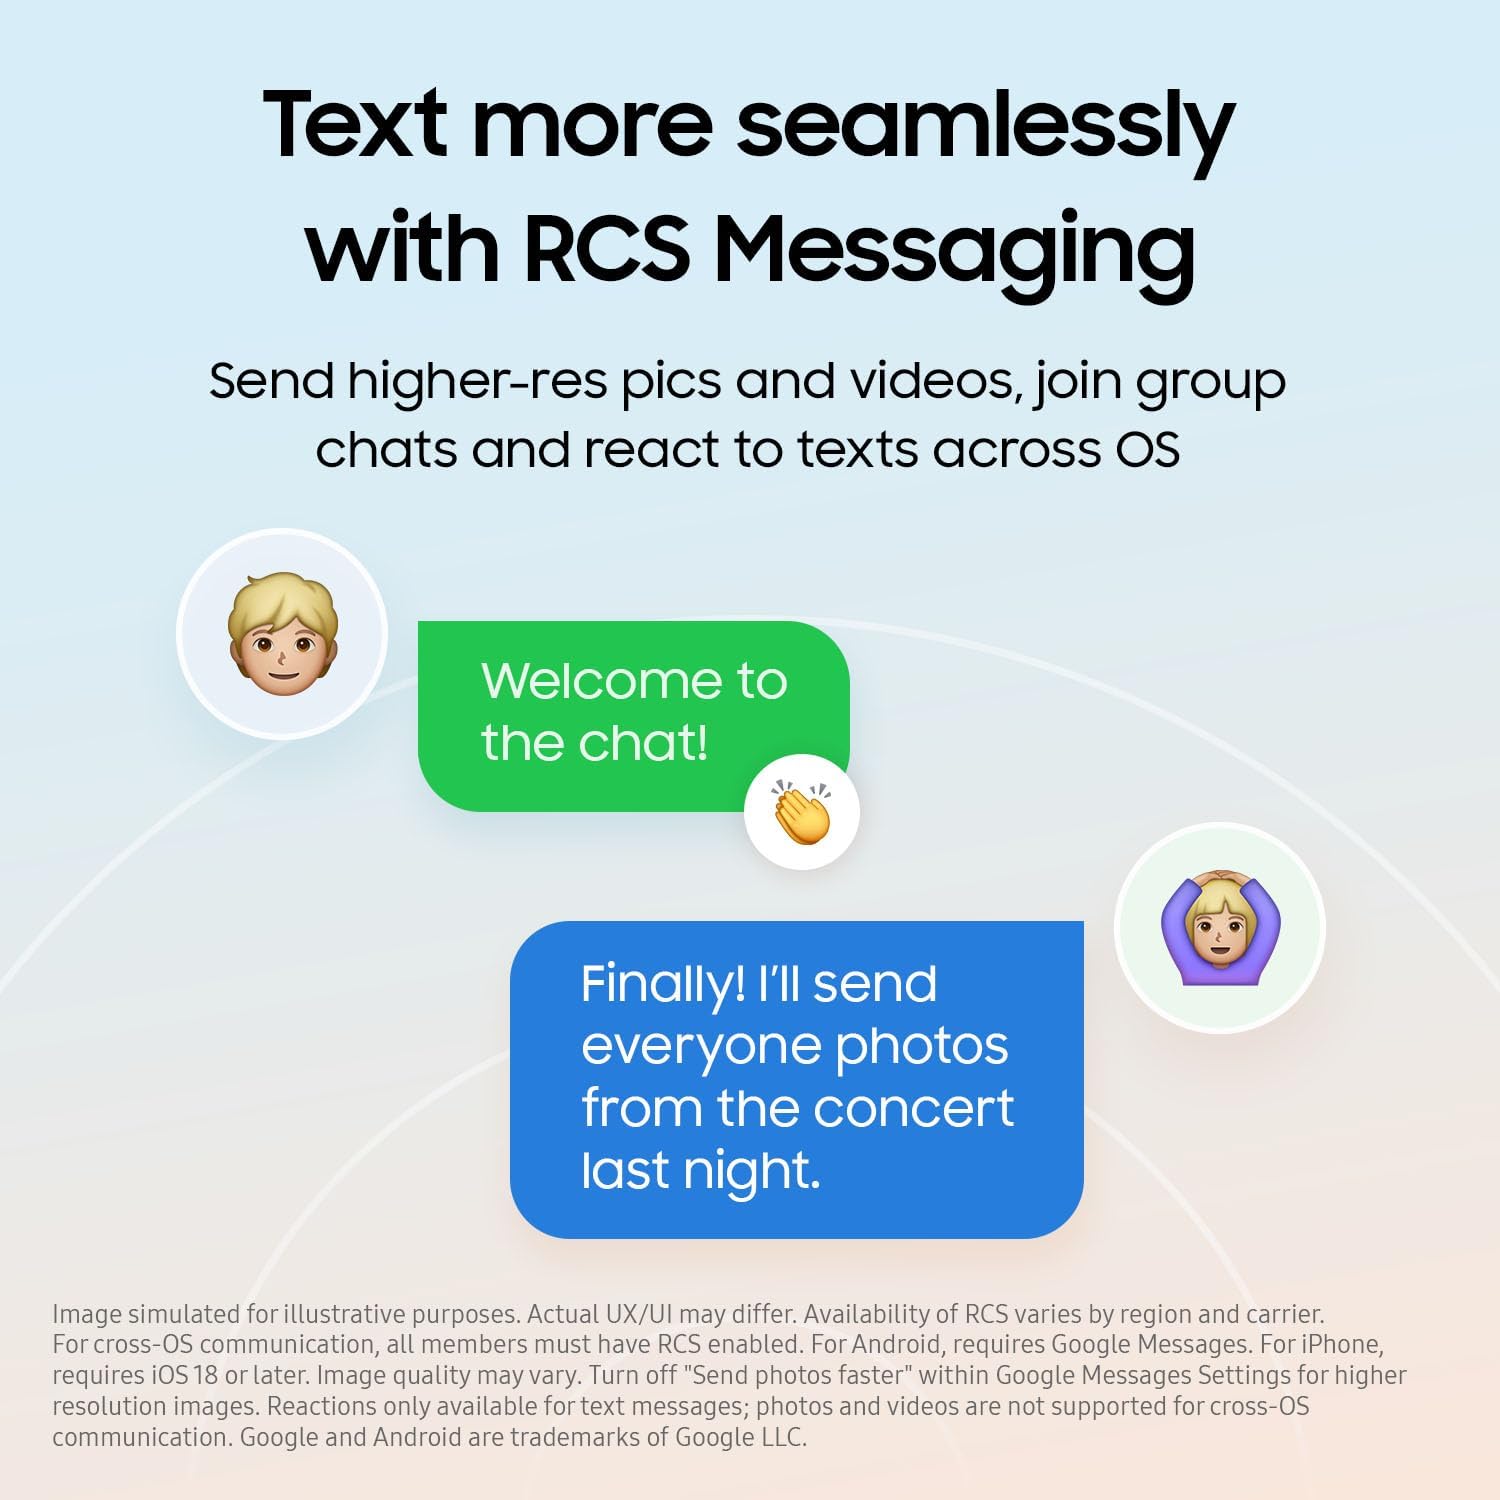 Text more seamlessly
with RCS Messaging
Send higher-res pics and videos, join group
chats and react to texts across OS
Welcome to
the chat!
Finally! I'll send
everyone photos
from the concert
last night.
Image simulated for illustrative purposes. Actual UX/UI may differ. Availability of RCS varies by region and carrier.
For cross-OS communication, all members must have RCS enabled. For Android, requires Google Messages. For iPhone,
requires iOS 18 or later. Image quality may vary. Turn off "Send photos faster" within Google Messages Settings for higher
resolution images. Reactions only available for text messages; photos and videos are not supported for cross-OS
communication. Google and Android are trademarks of Google LLC.